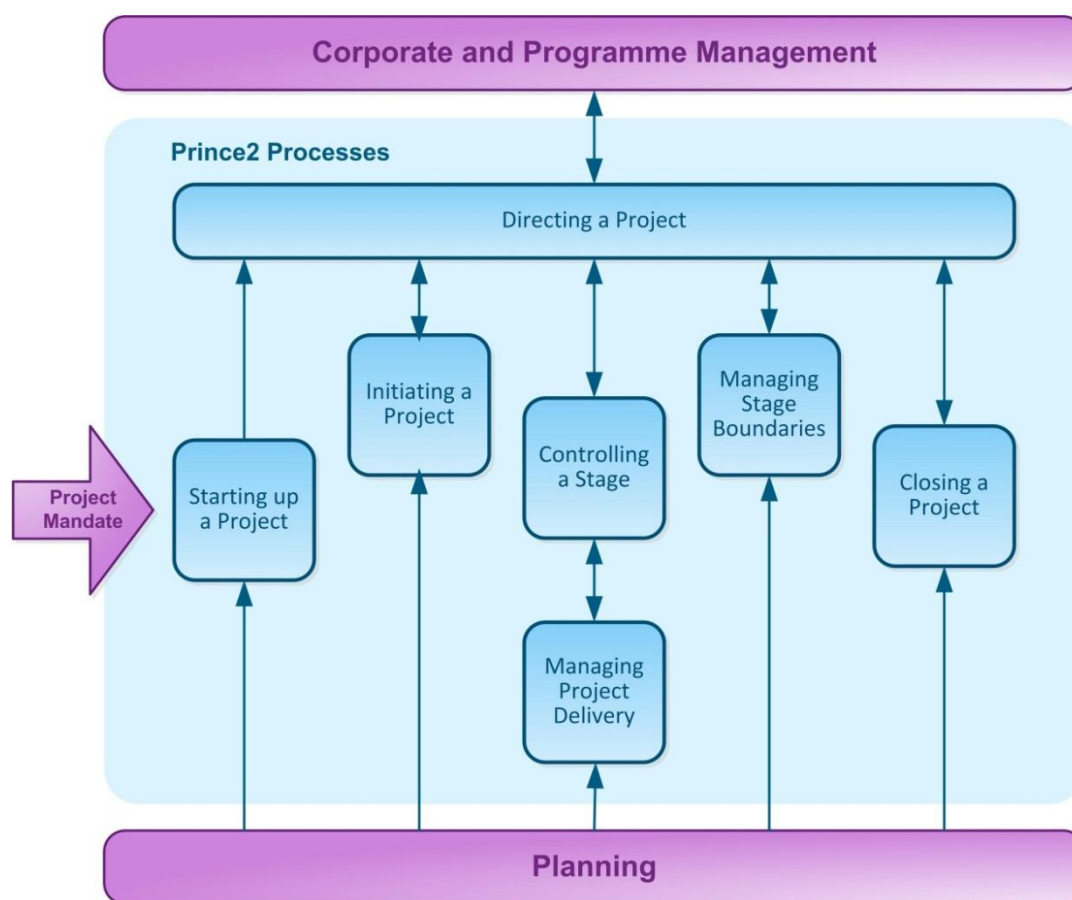 Corporate and Programme Management
Prince2 Processes
Directing a Project
Initiating a
Project
Managing
Stage
Boundaries
Controlling
a Stage
Closing a
Project
Project
Mandate
Starting up
a Project
Managing
Project
Delivery
Planning